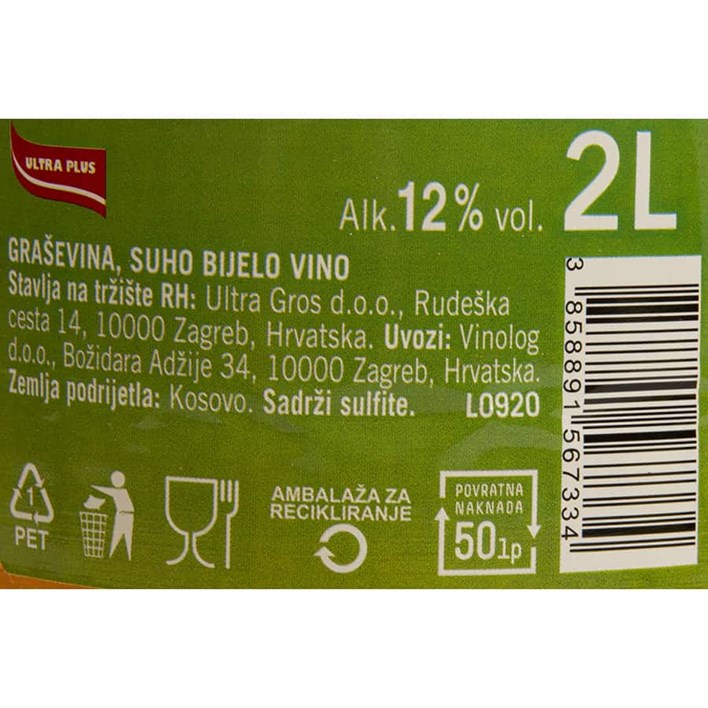 ULTRA PLUS
Alk. 12% vol. 2L
GRAŠEVINA, SUHO BIJELO VINO
Stavlja na tržište RH: Ultra Gros d.o.o., Rudeška
cesta 14, 10000 Zagreb, Hrvatska. Uvozi: Vinolog
d.o.o., Božidara Adžije 34, 10000 Zagreb, Hrvatska.
Zemlja podrijetla: Kosovo. Sadrži sulfite. L0920
3 858891 567334
1
PET
AMBALAŽA ZA
RECIKLIRANJE
POVRATNA
NAKNADA
50lp